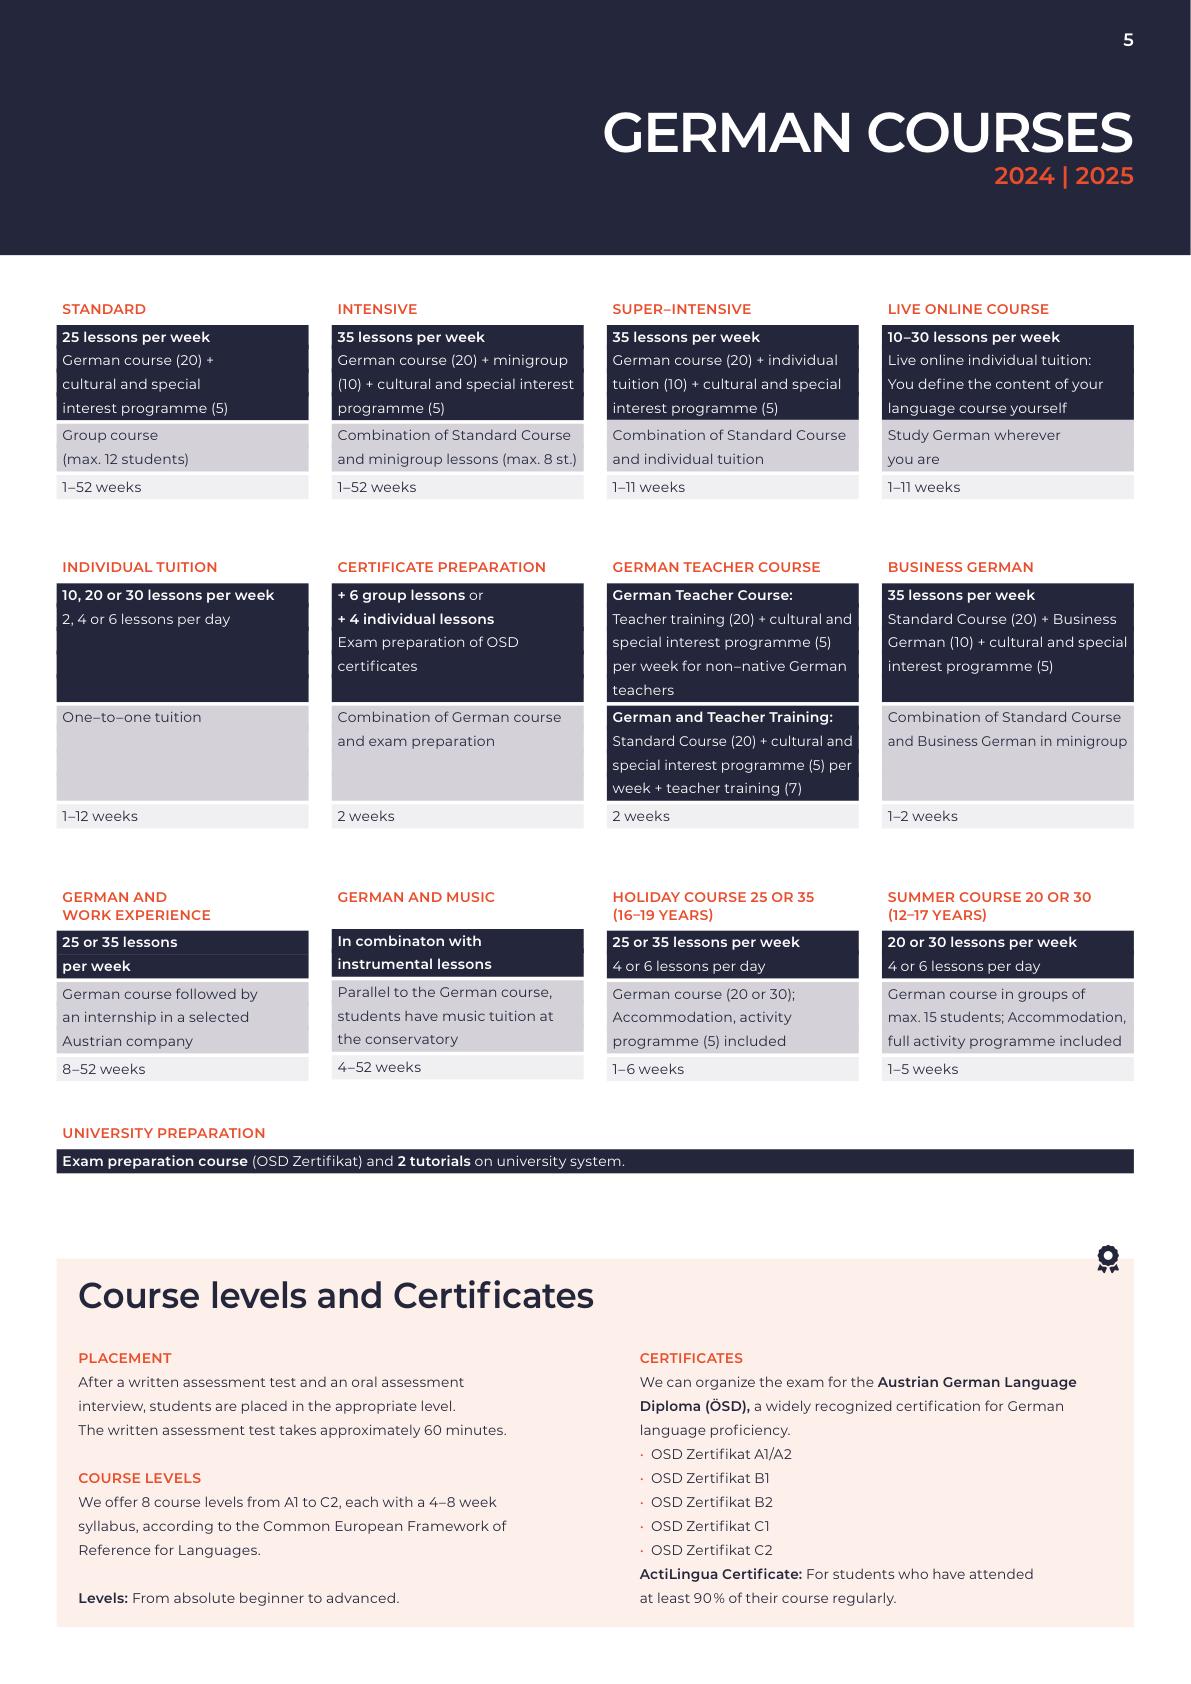 5
GERMAN COURSES
2024 | 2025
STANDARD
25 lessons per week
German course (20) +
cultural and special
interest programme (5)
Group course
(max. 12 students)
1–52 weeks
INTENSIVE
35 lessons per week
German course (20) + minigroup
(10) + cultural and special interest
programme (5)
Combination of Standard Course
and minigroup lessons (max. 8 st.)
1–52 weeks
SUPER–INTENSIVE
35 lessons per week
German course (20) + individual
tuition (10) + cultural and special
interest programme (5)
Combination of Standard Course
and individual tuition
1–11 weeks
LIVE ONLINE COURSE
10–30 lessons per week
Live online individual tuition:
You define the content of your
language course yourself
Study German wherever
you are
1–11 weeks
INDIVIDUAL TUITION
10, 20 or 30 lessons per week
2, 4 or 6 lessons per day
One–to–one tuition
1–12 weeks
CERTIFICATE PREPARATION
+ 6 group lessons or
+ 4 individual lessons
Exam preparation of OSD
certificates
Combination of German course
and exam preparation
2 weeks
GERMAN TEACHER COURSE
German Teacher Course:
Teacher training (20) + cultural and
special interest programme (5)
per week for non–native German
teachers
German and Teacher Training:
Standard Course (20) + cultural and
special interest programme (5) per
week + teacher training (7)
2 weeks
BUSINESS GERMAN
35 lessons per week
Standard Course (20) + Business
German (10) + cultural and special
interest programme (5)
Combination of Standard Course
and Business German in minigroup
1–2 weeks
GERMAN AND
WORK EXPERIENCE
25 or 35 lessons
per week
German course followed by
an internship in a selected
Austrian company
8–52 weeks
GERMAN AND MUSIC
In combinaton with
instrumental lessons
Parallel to the German course,
students have music tuition at
the conservatory
4–52 weeks
HOLIDAY COURSE 25 OR 35
(16–19 YEARS)
25 or 35 lessons per week
4 or 6 lessons per day
German course (20 or 30);
Accommodation, activity
programme (5) included
1–6 weeks
SUMMER COURSE 20 OR 30
(12–17 YEARS)
20 or 30 lessons per week
4 or 6 lessons per day
German course in groups of
max. 15 students; Accommodation,
full activity programme included
1–5 weeks
UNIVERSITY PREPARATION
Exam preparation course (OSD Zertifikat) and 2 tutorials on university system.
Course levels and Certificates
PLACEMENT
After a written assessment test and an oral assessment
interview, students are placed in the appropriate level.
The written assessment test takes approximately 60 minutes.
COURSE LEVELS
We offer 8 course levels from A1 to C2, each with a 4–8 week
syllabus, according to the Common European Framework of
Reference for Languages.
Levels: From absolute beginner to advanced.
CERTIFICATES
We can organize the exam for the Austrian German Language
Diploma (ÖSD), a widely recognized certification for German
language proficiency.
· OSD Zertifikat A1/A2
· OSD Zertifikat B1
· OSD Zertifikat B2
· OSD Zertifikat C1
· OSD Zertifikat C2
ActiLingua Certificate: For students who have attended
at least 90% of their course regularly.